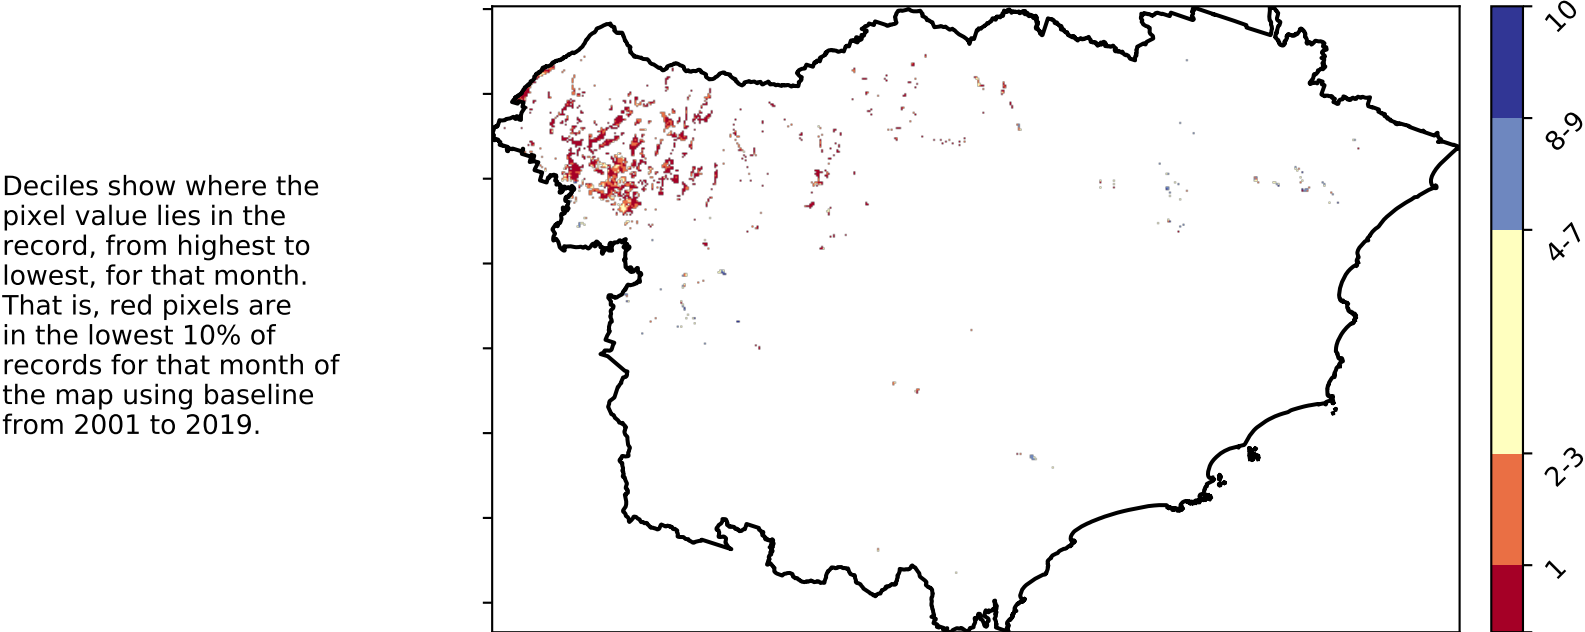 Deciles show where the
pixel value lies in the
record, from highest to
lowest, for that month.
That is, red pixels are
in the lowest 10% of
records for that month of
the map using baseline
from 2001 to 2019.
10
8-9
4-7
2-3
1